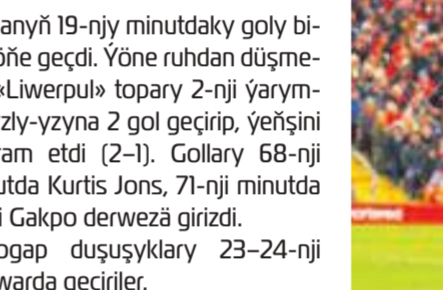 anyň 19-njy minutdaky goly bi-
öňe geçdi. Ýöne ruhdan düşme-
«Liwerpul» topary 2-nji ýarym-
zly-yzyna 2 gol geçirip, ýeňşini
ram etdi (2–1). Gollary 68-nji
utda Kurtis Jons, 71-nji minutda
i Gakpo derwezä girizdi.
ogap duşuşyklary 23–24-nji
warda geçiriler.